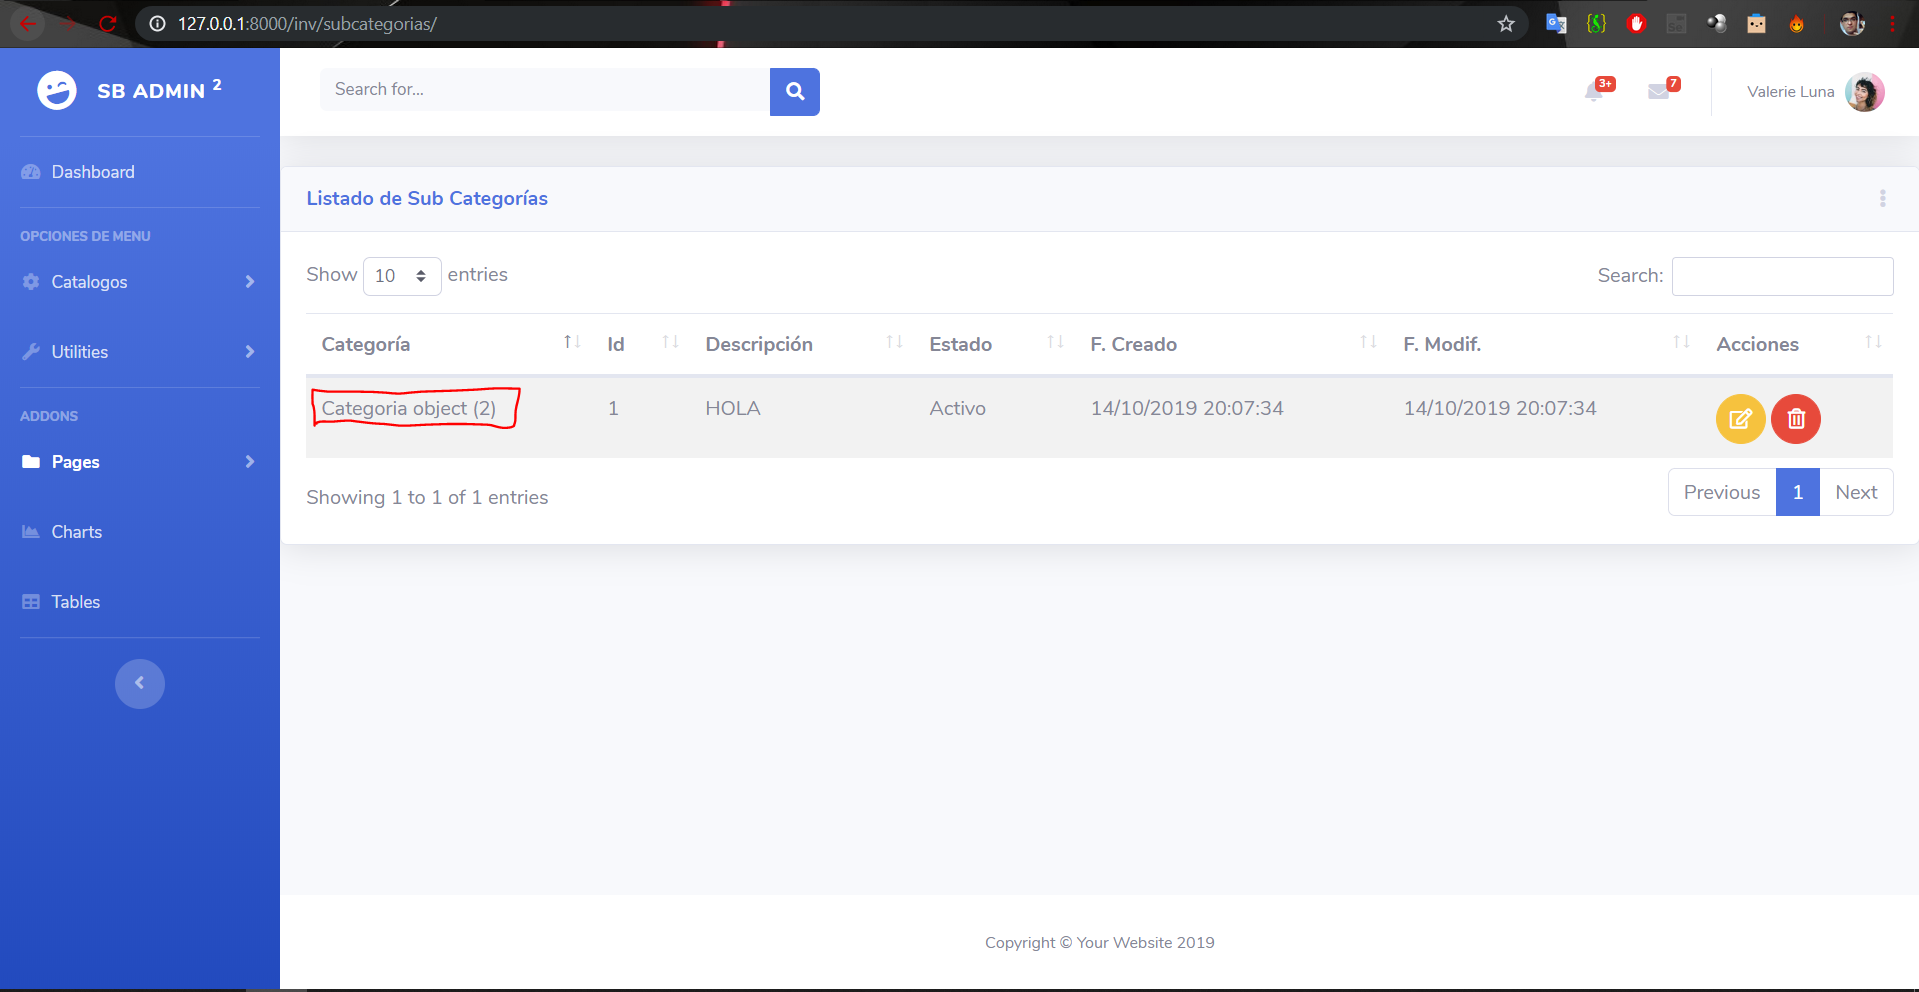 127.0.0.1:8000/inv/subcategorias/
SB ADMIN 2
Search for...
3+
7
Valerie Luna
Dashboard
OPCIONES DE MENU
Catalogos
Utilities
ADDONS
Pages
Charts
Tables
Listado de Sub Categorías
Show 10 entries
Search:
Categoría Id Descripción Estado F. Creado F. Modif. Acciones
Categoria object (2) 1 HOLA Activo 14/10/2019 20:07:34 14/10/2019 20:07:34
Showing 1 to 1 of 1 entries
Previous 1 Next
Copyright © Your Website 2019